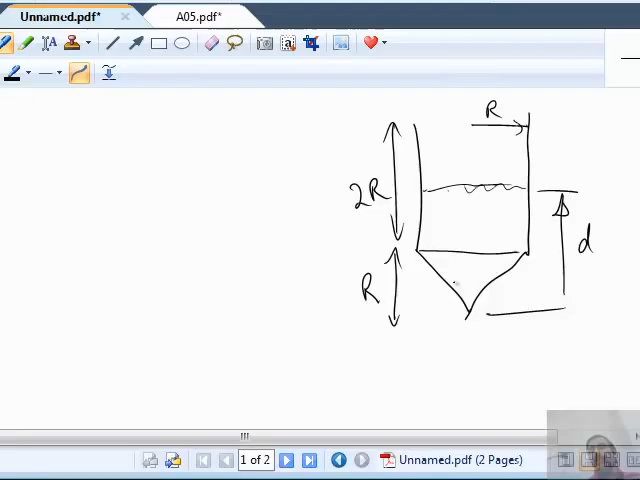 Unnamed.pdf*
A05.pdf*
R
2R
d
R
1 of 2
Unnamed.pdf (2 Pages)